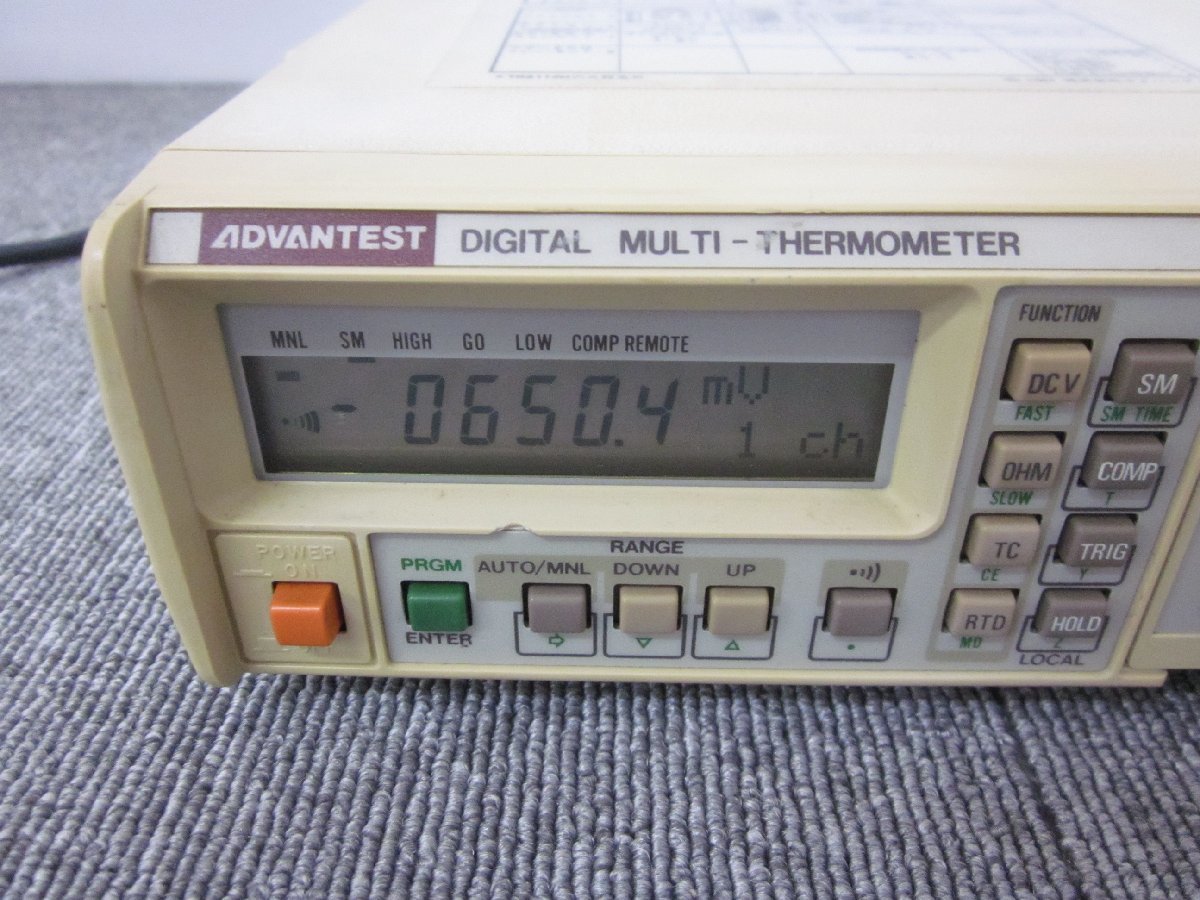 ADVANTEST DIGITAL MULTI-THERMOMETER
MNL SM HIGH GO LOW COMP REMOTE
-0650.4 mV
1 ch
FUNCTION
DCV SM
FAST SM TIME
OHM COMP
SLOW T
TC TRIG
CE Y
RTD HOLD
MD Z
LOCAL
POWER
ON
PRGM
ENTER
RANGE
AUTO/MNL DOWN UP